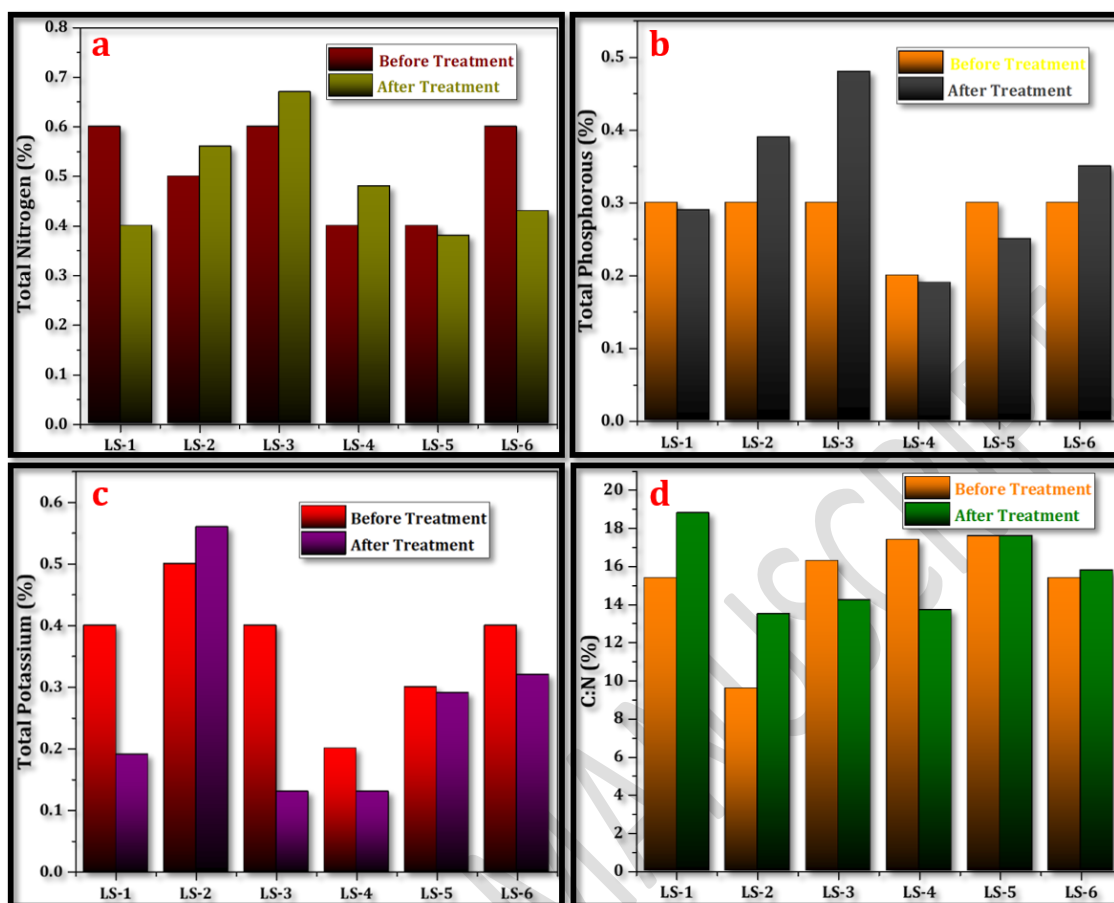 a
Before Treatment
After Treatment
Total Nitrogen (%)
0.8
0.7
0.6
0.5
0.4
0.3
0.2
0.1
0.0
LS-1 LS-2 LS-3 LS-4 LS-5 LS-6
b
Before Treatment
After Treatment
Total Phosphorous (%)
0.5
0.4
0.3
0.2
0.1
0.0
LS-1 LS-2 LS-3 LS-4 LS-5 LS-6
c
Before Treatment
After Treatment
Total Potassium (%)
0.6
0.5
0.4
0.3
0.2
0.1
0.0
LS-1 LS-2 LS-3 LS-4 LS-5 LS-6
d
Before Treatment
After Treatment
C:N (%)
20
18
16
14
12
10
8
6
4
2
0
LS-1 LS-2 LS-3 LS-4 LS-5 LS-6
MANUSCRIPT